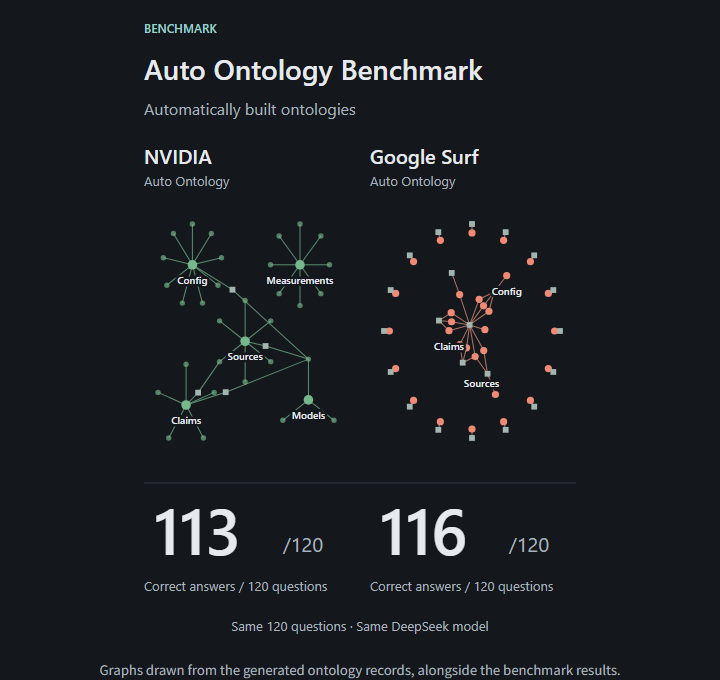 BENCHMARK
Auto Ontology Benchmark
Automatically built ontologies
NVIDIA
Auto Ontology
Config
Measurements
Sources
Claims
Models
Google Surf
Auto Ontology
Config
Claims
Sources
113 /120
Correct answers / 120 questions
116 /120
Correct answers / 120 questions
Same 120 questions · Same DeepSeek model
Graphs drawn from the generated ontology records, alongside the benchmark results.